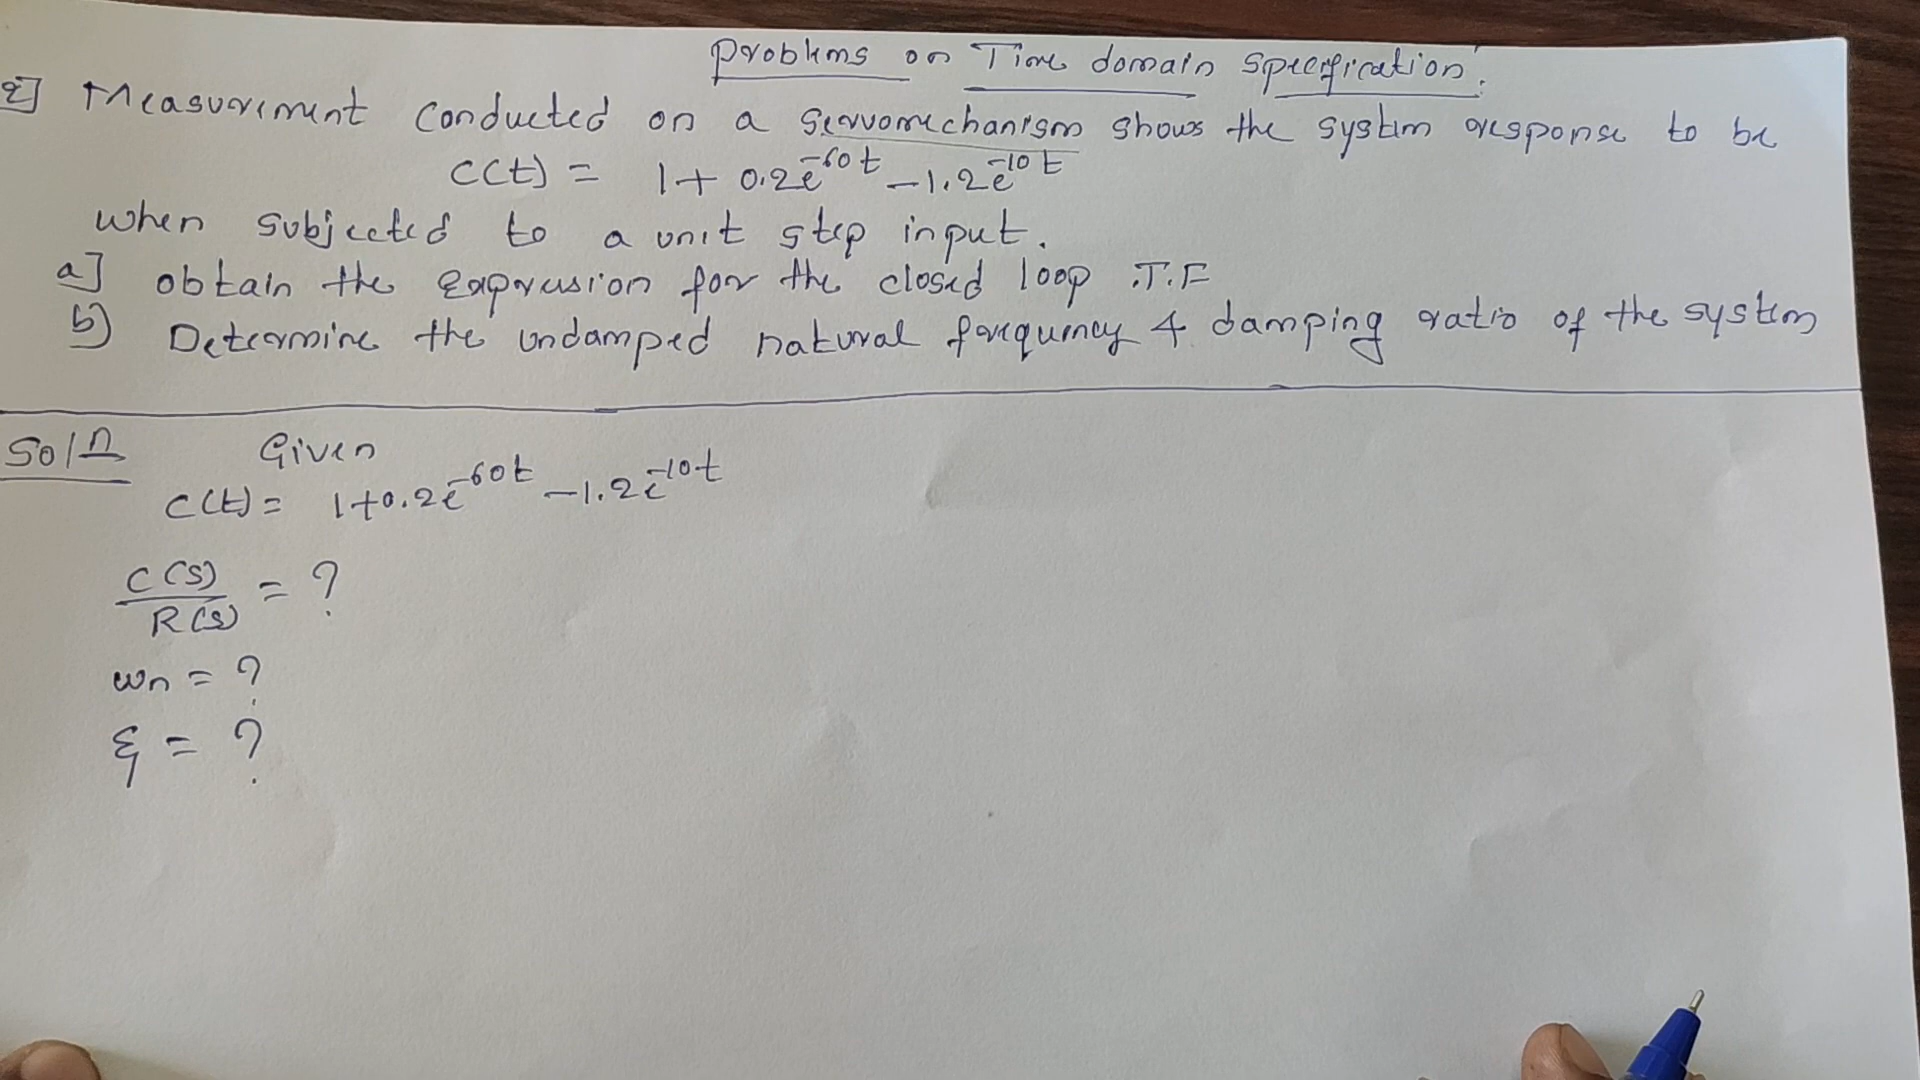 Problems on Time domain Specification.
2] Measurement conducted on a servomechanism shows the system response to be
C(t) = 1 + 0.2e^-60t - 1.2e^-10t
when subjected to a unit step input.
a] obtain the expression for the closed loop T.F
b) Determine the undamped natural frequency & damping ratio of the system
Soln Given
C(t) = 1+0.2e^-60t - 1.2e^-10t
C(s)/R(s) = ?
ωn = ?
ξ = ?